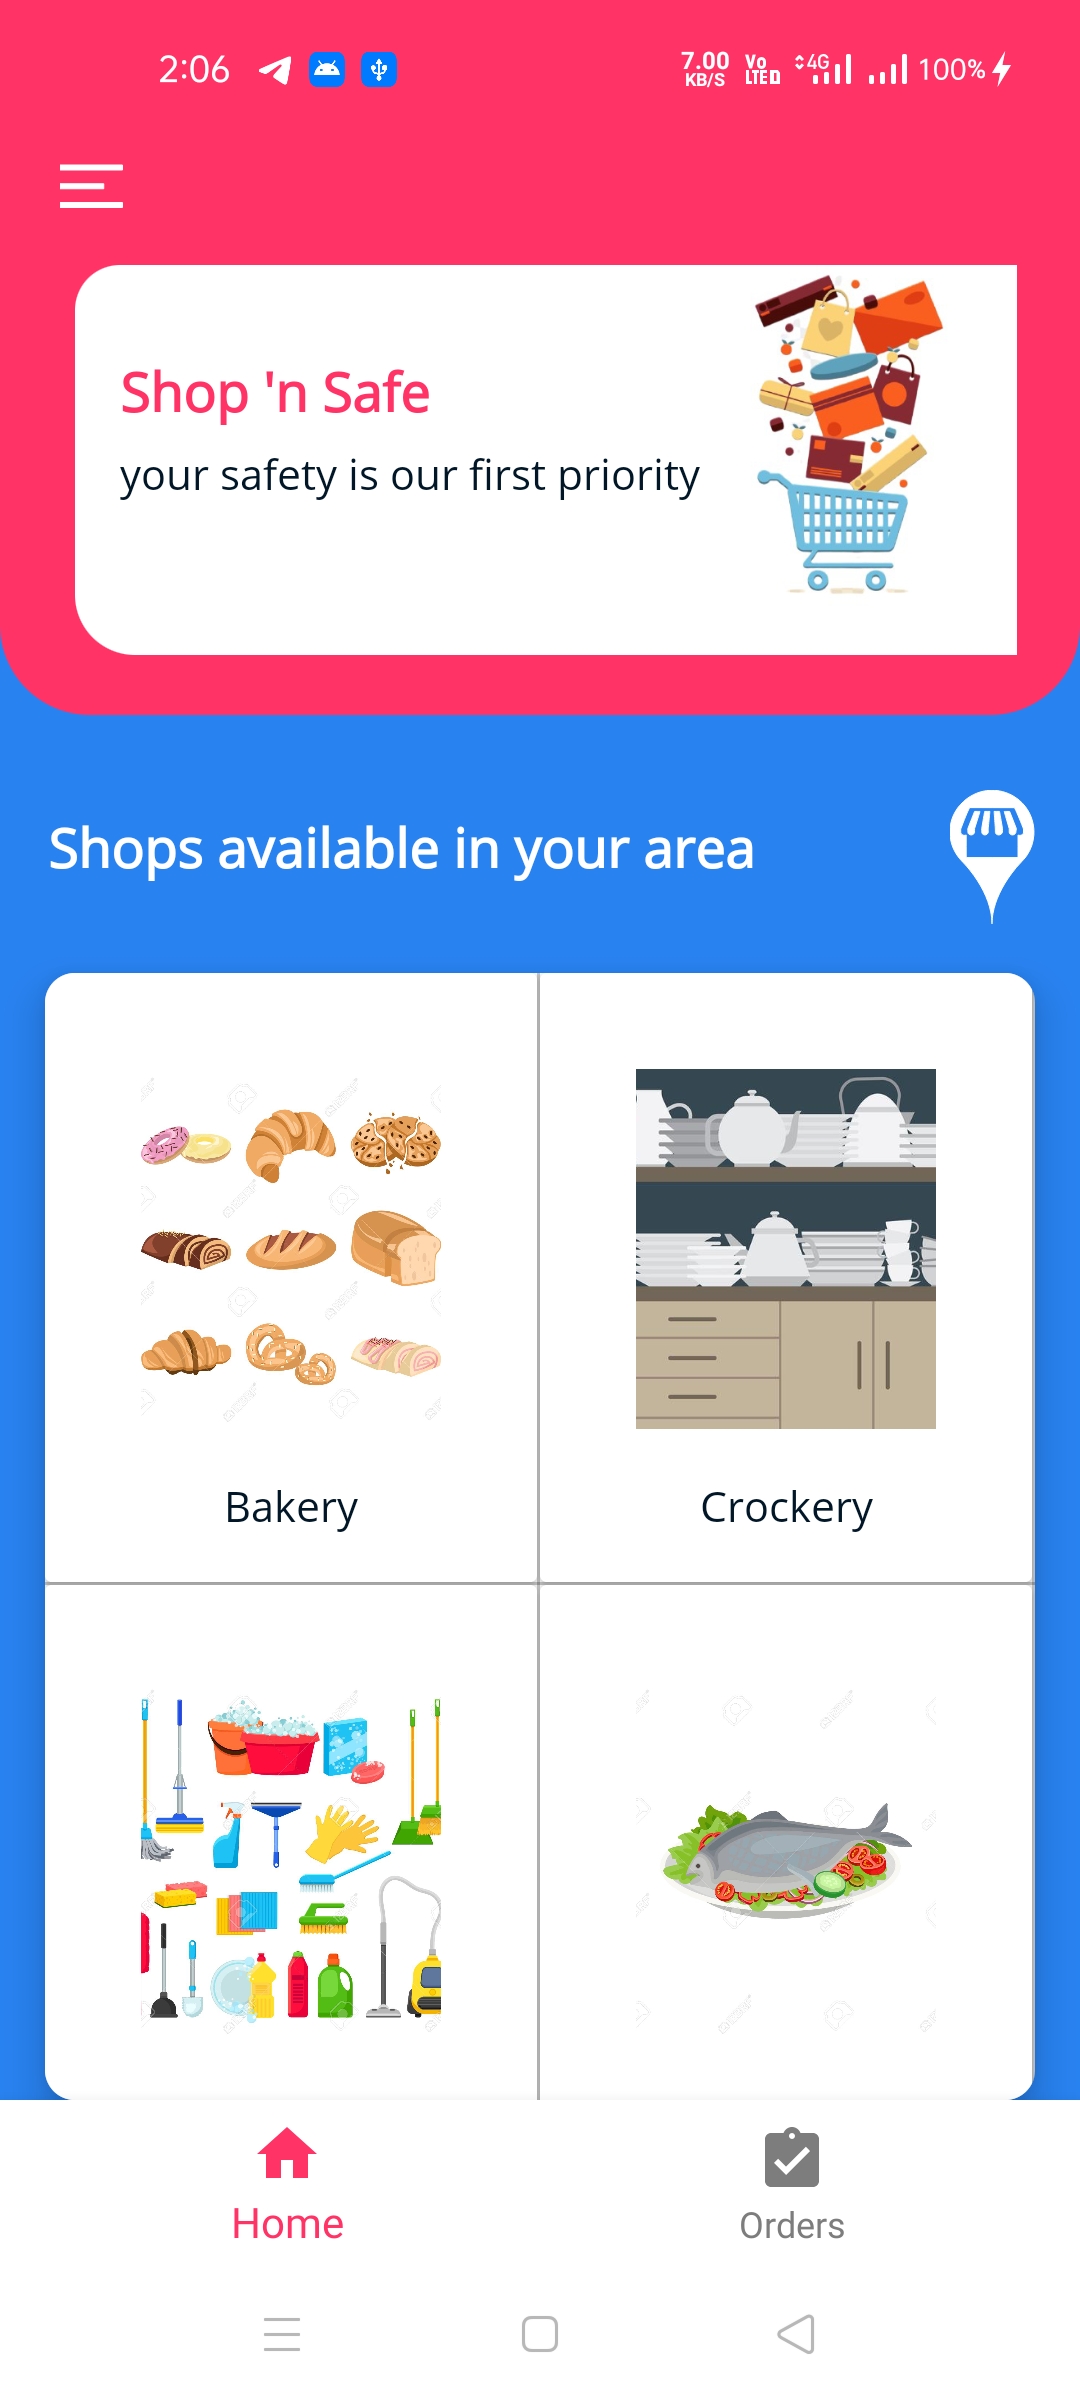 2:06 7.00 KB/S Vo LTE 4G 100%
Shop 'n Safe
your safety is our first priority
Shops available in your area
Bakery
Crockery
Home
Orders